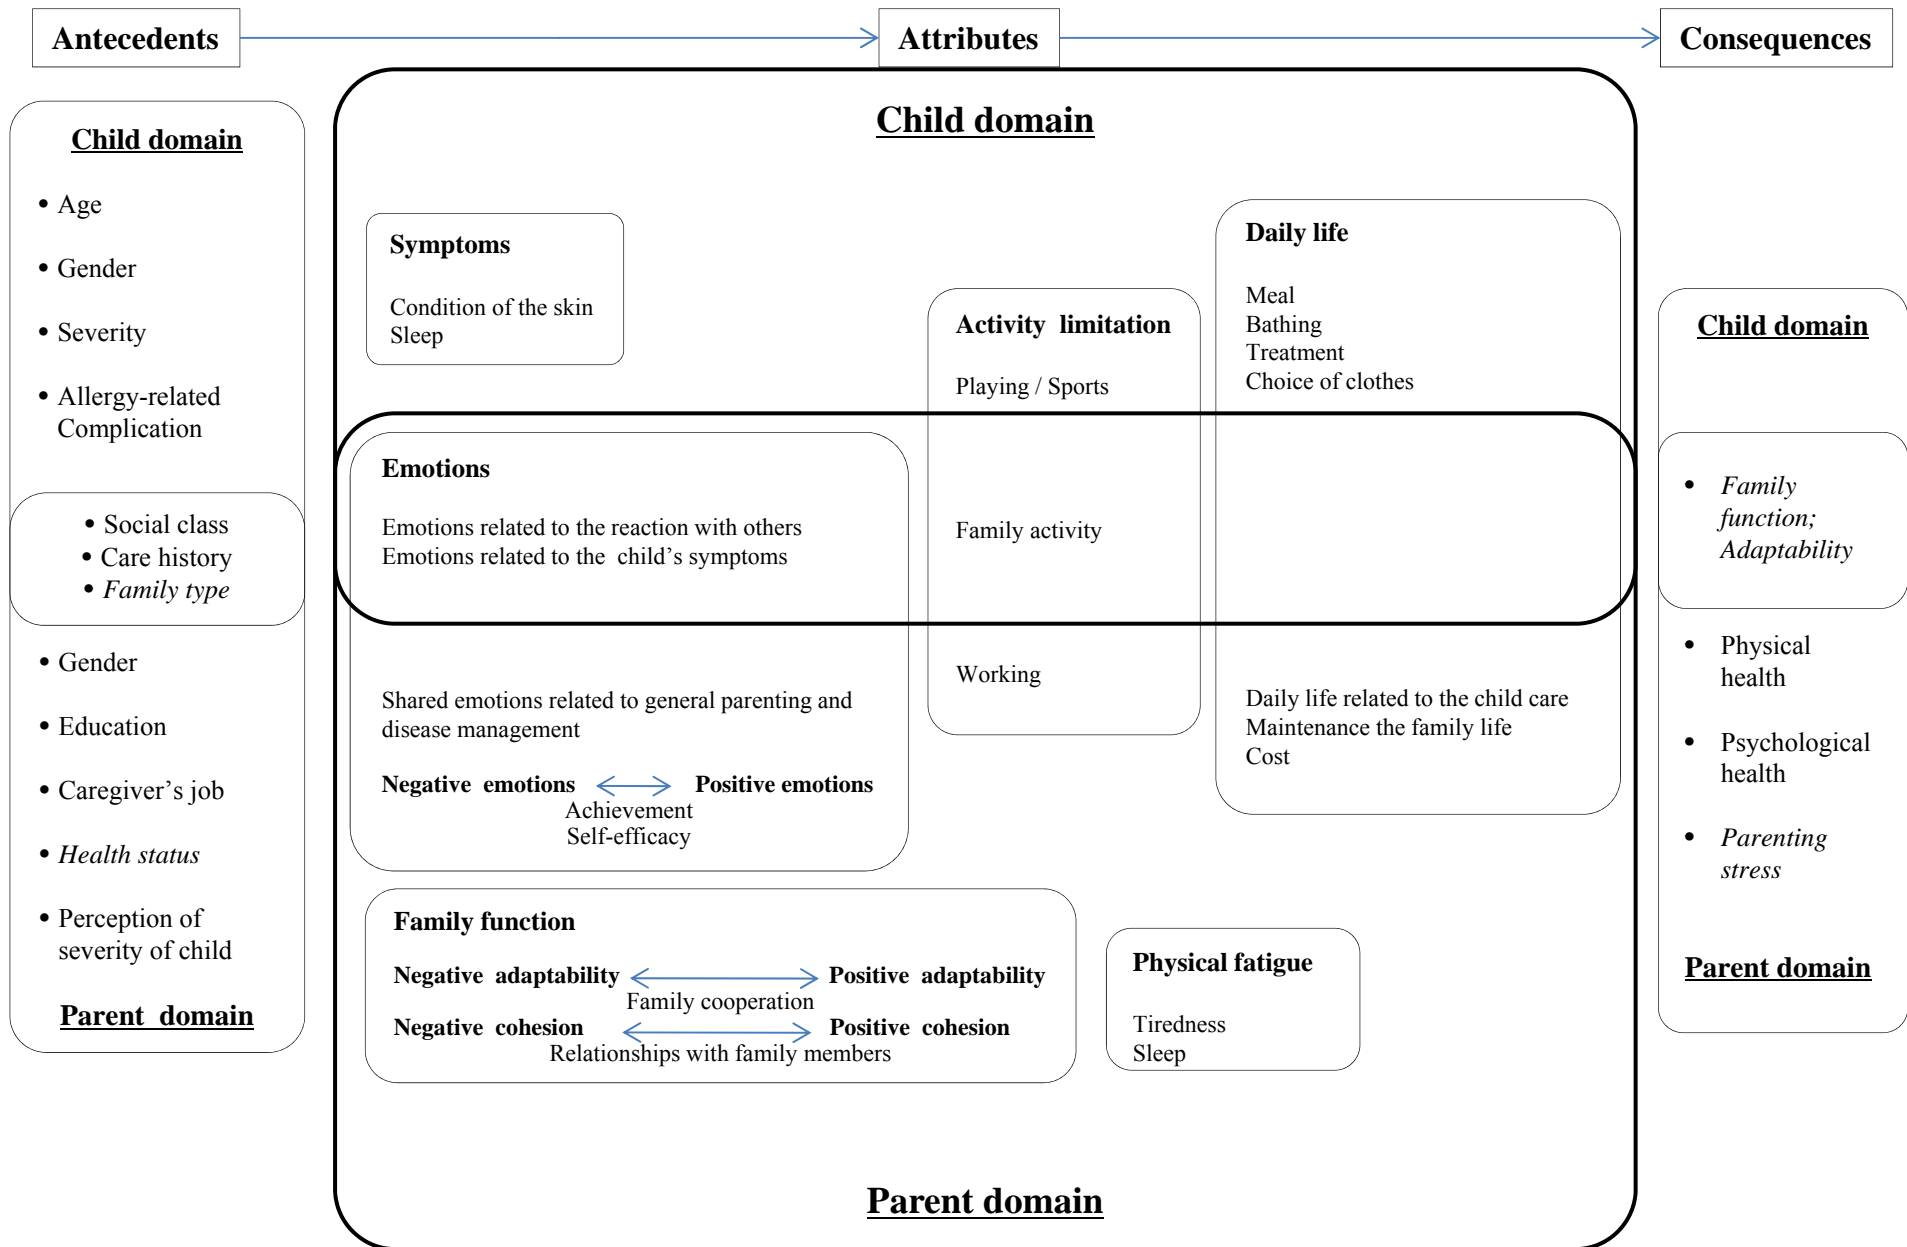 Antecedents
Attributes
Consequences
Child domain
• Age
• Gender
• Severity
• Allergy-related
Complication
• Social class
• Care history
• Family type
• Gender
• Education
• Caregiver’s job
• Health status
• Perception of
severity of child
Parent domain
Child domain
Symptoms
Condition of the skin
Sleep
Activity limitation
Playing / Sports
Family activity
Working
Daily life
Meal
Bathing
Treatment
Choice of clothes
Daily life related to the child care
Maintenance the family life
Cost
Emotions
Emotions related to the reaction with others
Emotions related to the child’s symptoms
Shared emotions related to general parenting and
disease management
Negative emotions Positive emotions
Achievement
Self-efficacy
Family function
Negative adaptability Positive adaptability
Family cooperation
Negative cohesion Positive cohesion
Relationships with family members
Physical fatigue
Tiredness
Sleep
Parent domain
Child domain
• Family
function;
Adaptability
• Physical
health
• Psychological
health
• Parenting
stress
Parent domain